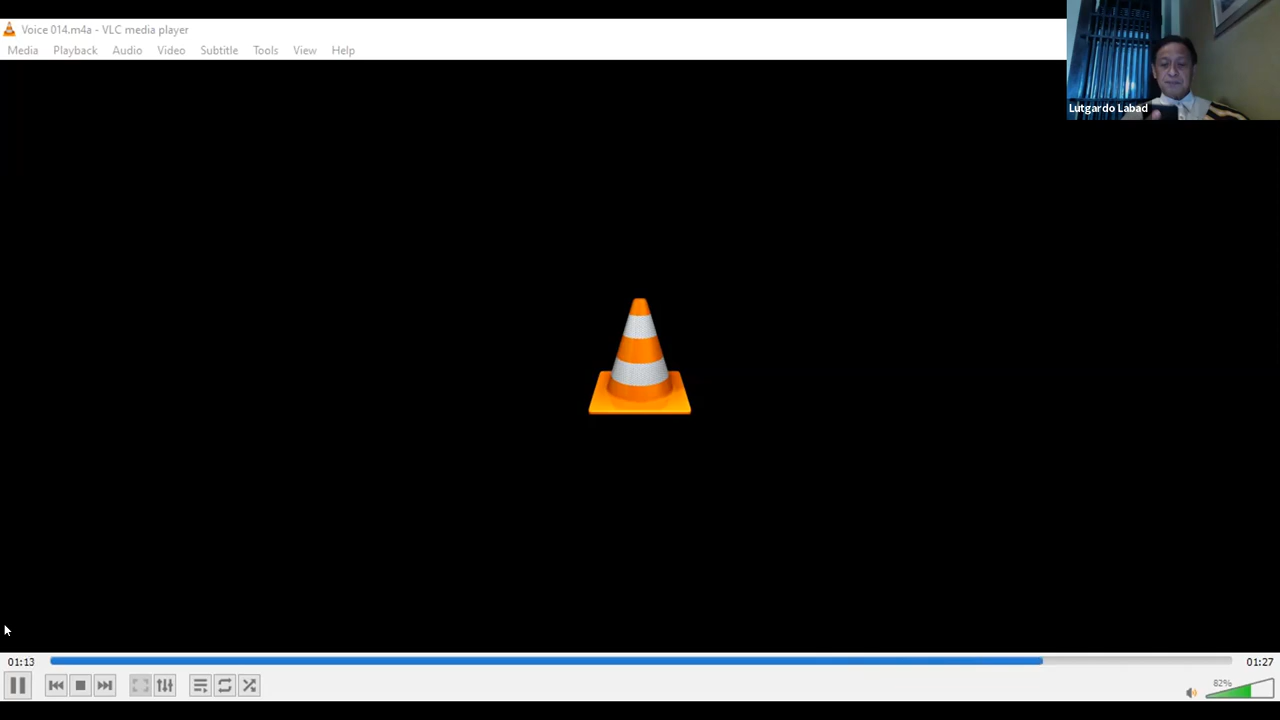 Voice 014.m4a - VLC media player
Media Playback Audio Video Subtitle Tools View Help
Lutgardo Labad
01:13
01:27
82%